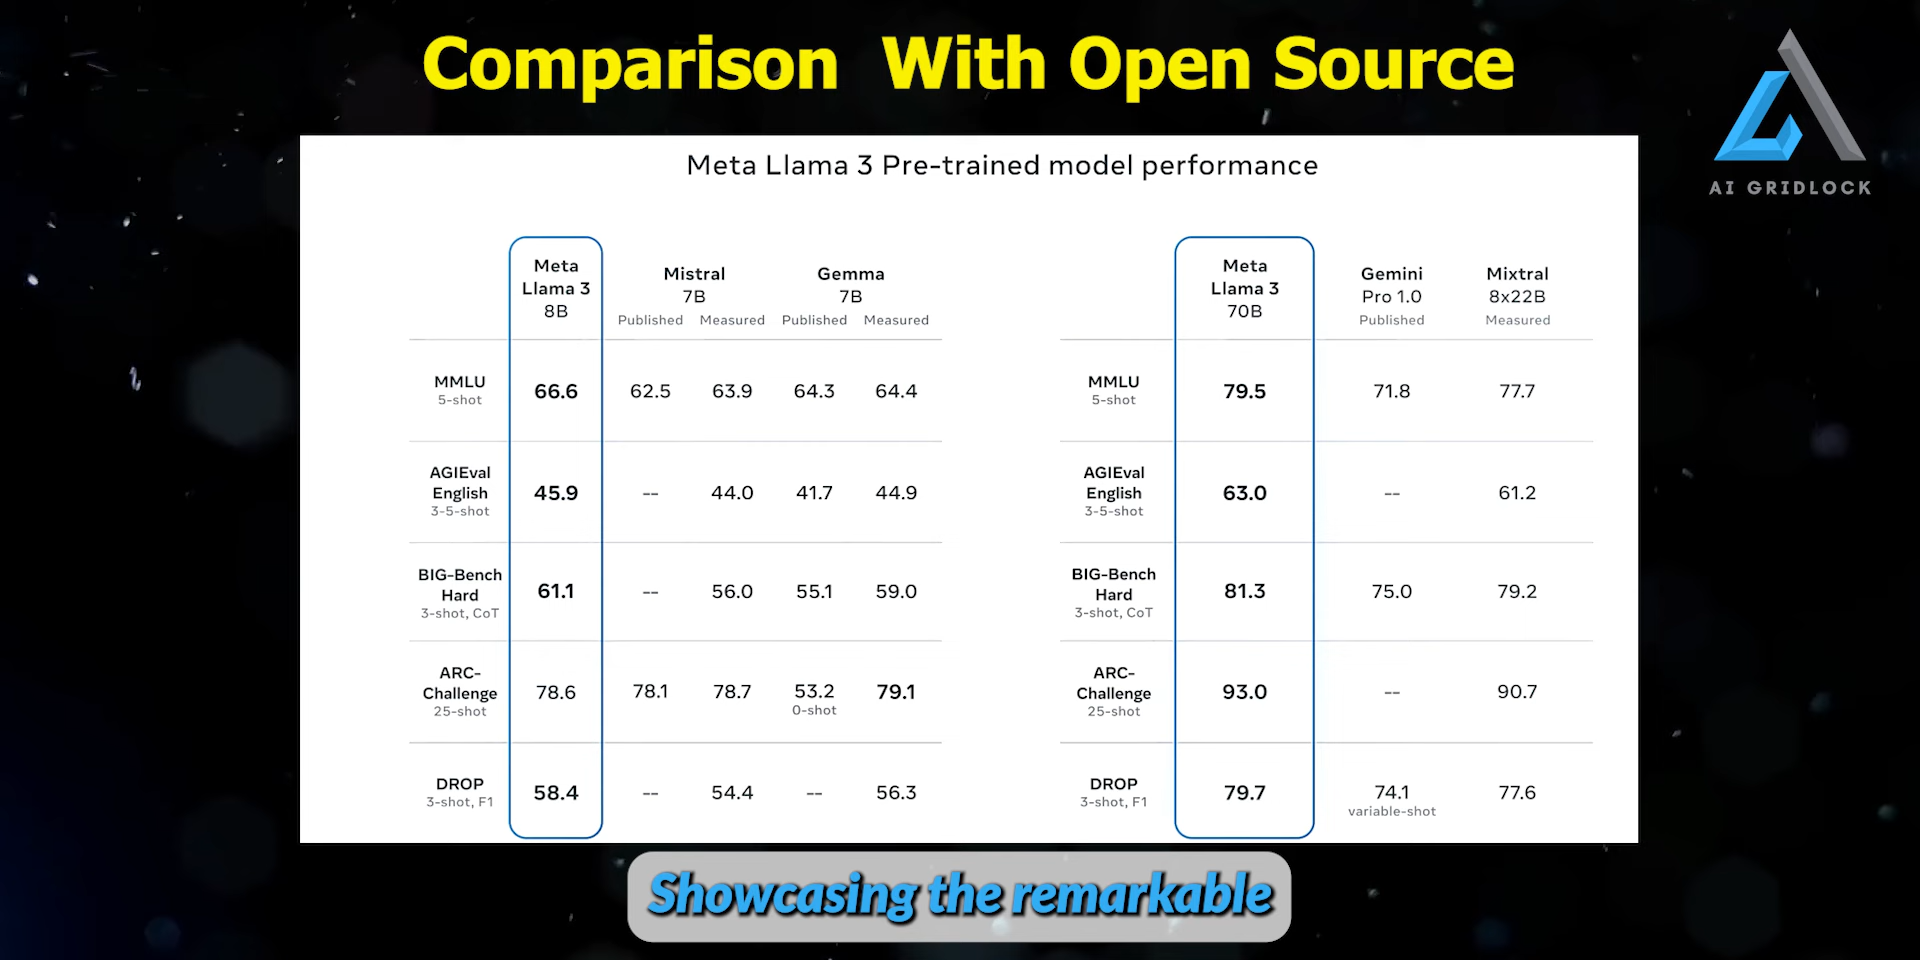 Comparison With Open Source
AI GRIDLOCK
Meta Llama 3 Pre-trained model performance
Meta
Llama 3
8B
Mistral
7B
Published Measured
Gemma
7B
Published Measured
MMLU
5-shot
66.6 62.5 63.9 64.3 64.4
AGIEval
English
3-5-shot
45.9 -- 44.0 41.7 44.9
BIG-Bench
Hard
3-shot, CoT
61.1 -- 56.0 55.1 59.0
ARC-
Challenge
25-shot
78.6 78.1 78.7 53.2 79.1
0-shot
DROP
3-shot, F1
58.4 -- 54.4 -- 56.3
Meta
Llama 3
70B
Gemini
Pro 1.0
Published
Mixtral
8x22B
Measured
MMLU
5-shot
79.5 71.8 77.7
AGIEval
English
3-5-shot
63.0 -- 61.2
BIG-Bench
Hard
3-shot, CoT
81.3 75.0 79.2
ARC-
Challenge
25-shot
93.0 -- 90.7
DROP
3-shot, F1
79.7 74.1 77.6
variable-shot
Showcasing the remarkable